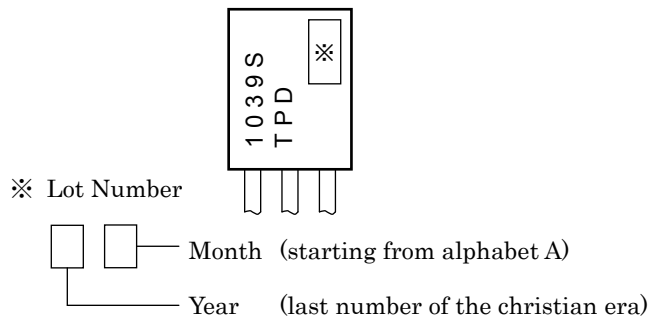 ※
1039S
TPD
※ Lot Number
Month (starting from alphabet A)
Year (last number of the christian era)